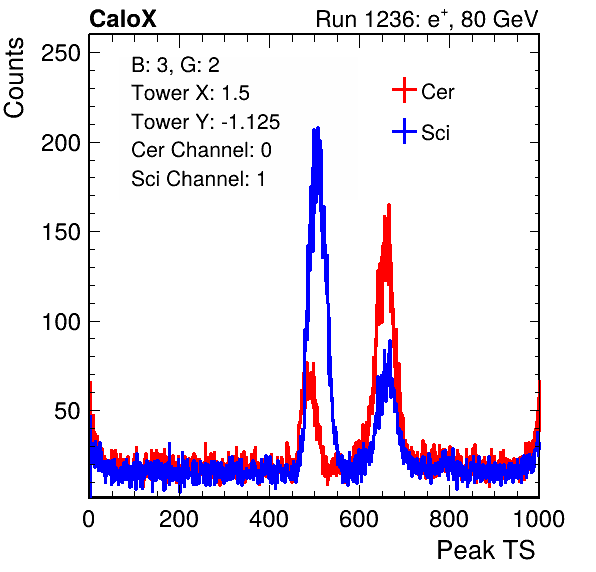 CaloX Run 1236: e⁺, 80 GeV
Counts
250
200
150
100
50
B: 3, G: 2
Tower X: 1.5
Tower Y: -1.125
Cer Channel: 0
Sci Channel: 1
Cer
Sci
0 200 400 600 800 1000
Peak TS